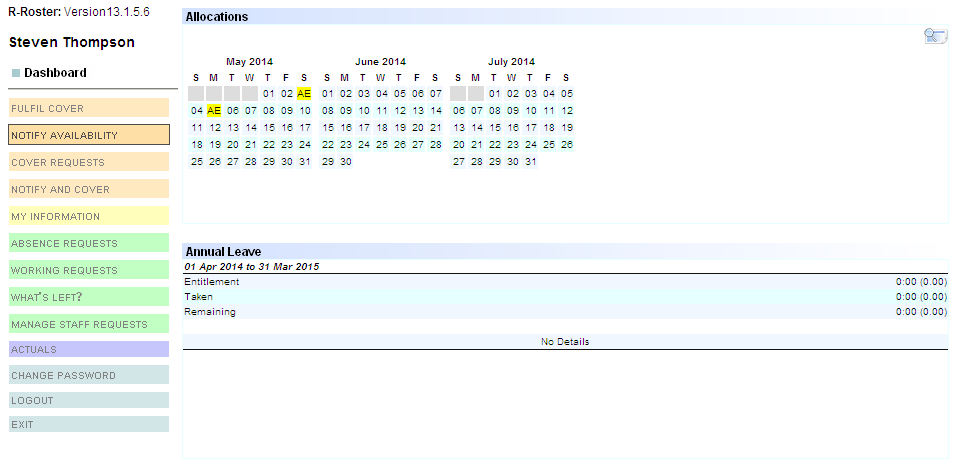 R-Roster: Version13.1.5.6
Steven Thompson
Dashboard
FULFIL COVER
NOTIFY AVAILABILITY
COVER REQUESTS
NOTIFY AND COVER
MY INFORMATION
ABSENCE REQUESTS
WORKING REQUESTS
WHAT'S LEFT?
MANAGE STAFF REQUESTS
ACTUALS
CHANGE PASSWORD
LOGOUT
EXIT
Allocations
May 2014 June 2014 July 2014
S M T W T F S S M T W T F S S M T W T F S
01 02 AE 01 02 03 04 05 06 07 01 02 03 04 05
04 AE 06 07 08 09 10 08 09 10 11 12 13 14 06 07 08 09 10 11 12
11 12 13 14 15 16 17 15 16 17 18 19 20 21 13 14 15 16 17 18 19
18 19 20 21 22 23 24 22 23 24 25 26 27 28 20 21 22 23 24 25 26
25 26 27 28 29 30 31 29 30 27 28 29 30 31
Annual Leave
01 Apr 2014 to 31 Mar 2015
Entitlement 0:00 (0.00)
Taken 0:00 (0.00)
Remaining 0:00 (0.00)
No Details